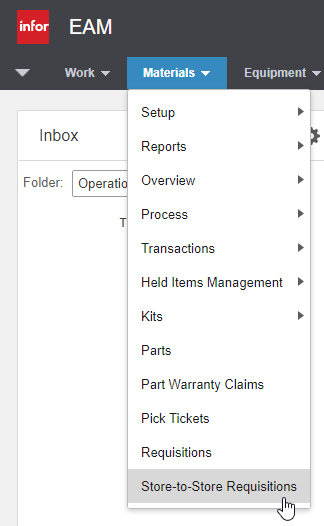 infor EAM
Work Materials Equipment
Inbox
Folder: Operatio
T
Setup
Reports
Overview
Process
Transactions
Held Items Management
Kits
Parts
Part Warranty Claims
Pick Tickets
Requisitions
Store-to-Store Requisitions